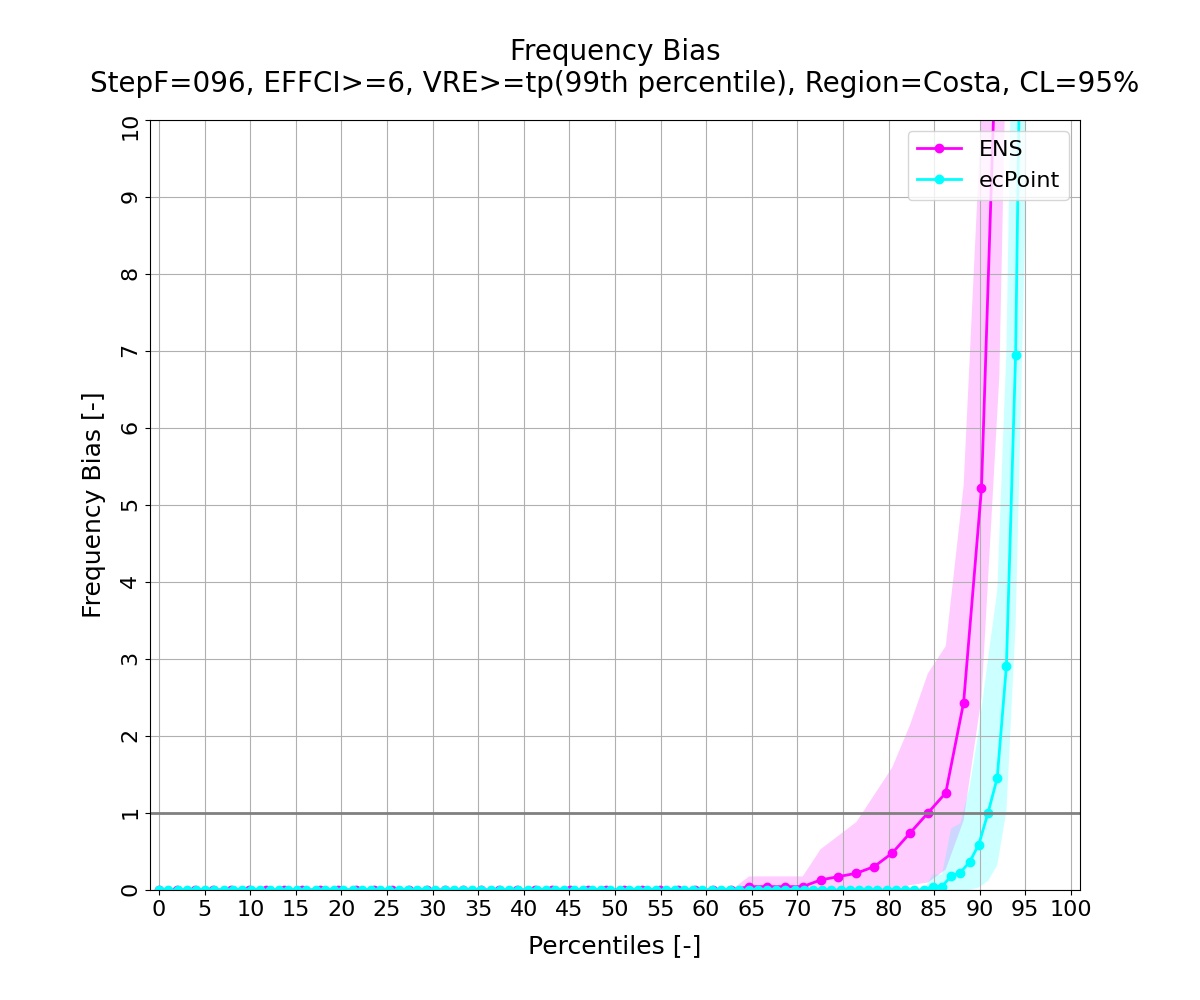 Frequency Bias
StepF=096, EFFCI>=6, VRE>=tp(99th percentile), Region=Costa, CL=95%
ENS
ecPoint
Frequency Bias [-]
10
9
8
7
6
5
4
3
2
1
0
0 5 10 15 20 25 30 35 40 45 50 55 60 65 70 75 80 85 90 95 100
Percentiles [-]